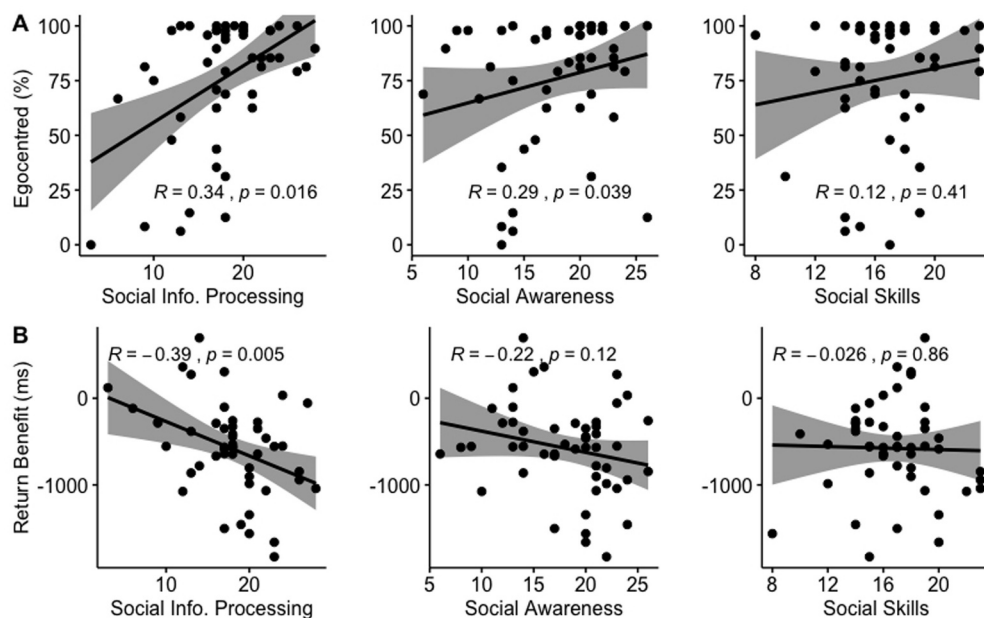 A
Egocentred (%)
100
75
50
25
0
R = 0.34 , p = 0.016
10 20
Social Info. Processing
100
75
50
25
0
R = 0.29 , p = 0.039
5 10 15 20 25
Social Awareness
100
75
50
25
0
R = 0.12 , p = 0.41
8 12 16 20
Social Skills
B
Return Benefit (ms)
0
-1000
R = −0.39 , p = 0.005
10 20
Social Info. Processing
0
-1000
R = −0.22 , p = 0.12
5 10 15 20 25
Social Awareness
0
-1000
R = −0.026 , p = 0.86
8 12 16 20
Social Skills